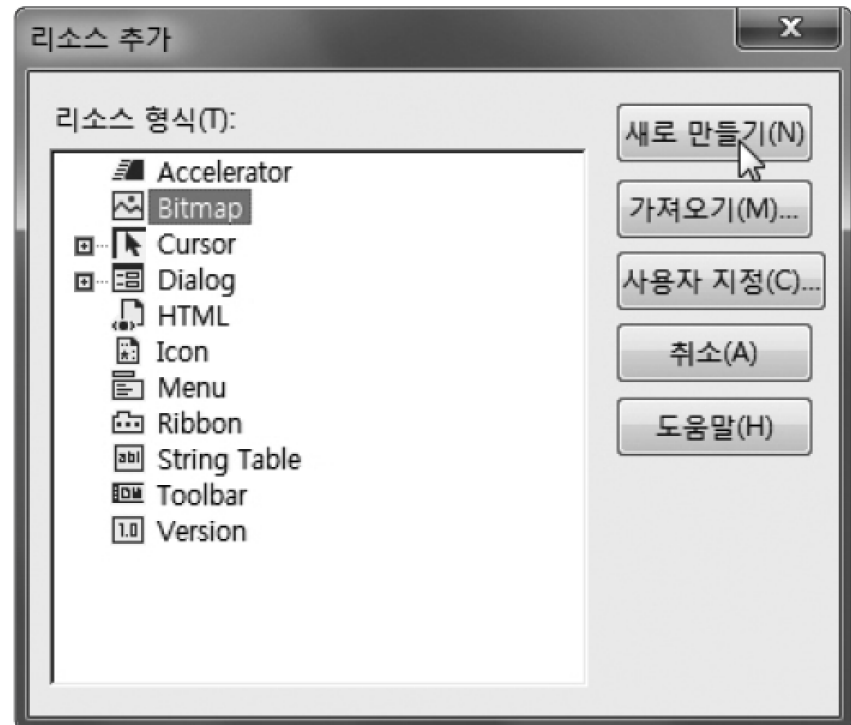 리소스 추가
리소스 형식(T):
Accelerator
Bitmap
Cursor
Dialog
HTML
Icon
Menu
Ribbon
String Table
Toolbar
Version
새로 만들기(N)
가져오기(M)...
사용자 지정(C)...
취소(A)
도움말(H)